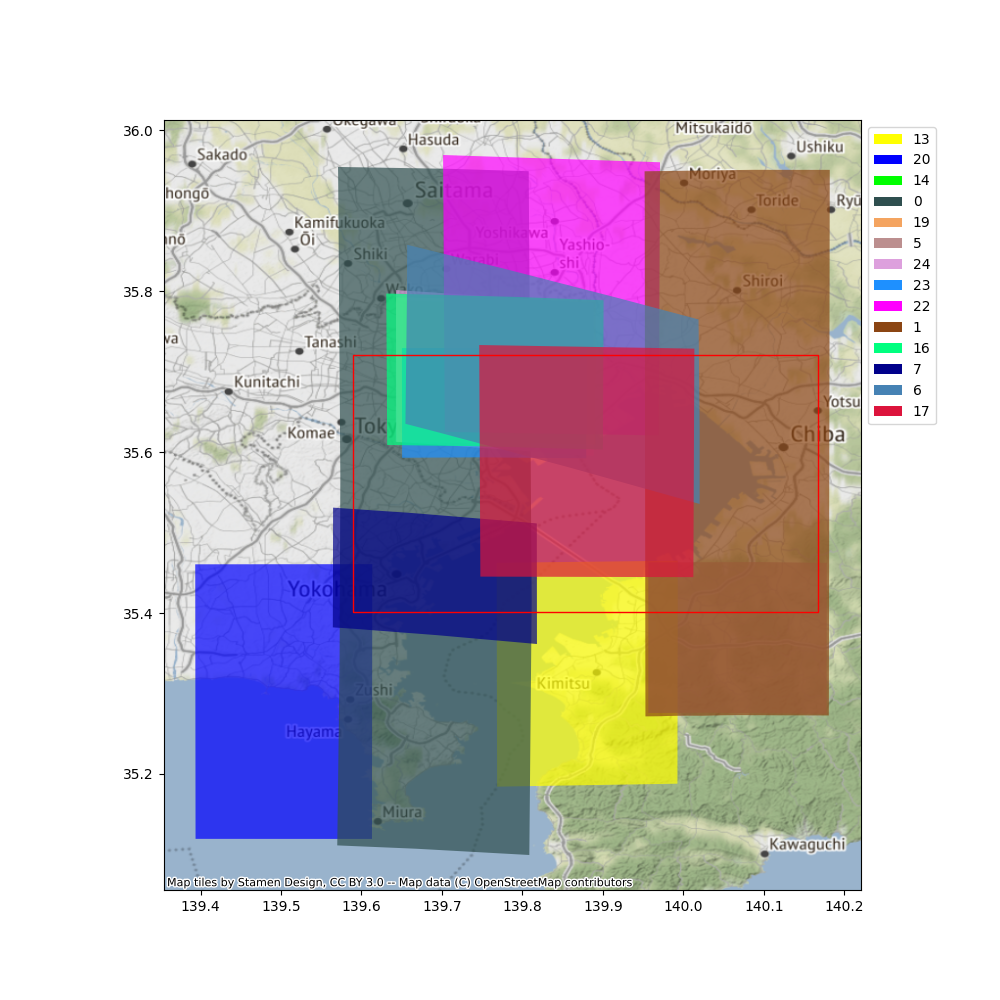 Okegawa
Mitsukaidō
Hasuda
Ushiku
Sakado
Moriya
hongō
Saitama
Toride
Ryū
Kamifukuoka
Yoshikawa
nnō
Ōi
Yashio-
shi
Shiki
Shiroi
Wako
va
Tanashi
Kunitachi
Yotsu
Komae
Tok
Chiba
Yokohama
Kimitsu
Zushi
Hayama
Miura
Kawaguchi
Map tiles by Stamen Design, CC BY 3.0 -- Map data (C) OpenStreetMap contributors
36.0
35.8
35.6
35.4
35.2
139.4 139.5 139.6 139.7 139.8 139.9 140.0 140.1 140.2
13
20
14
0
19
5
24
23
22
1
16
7
6
17